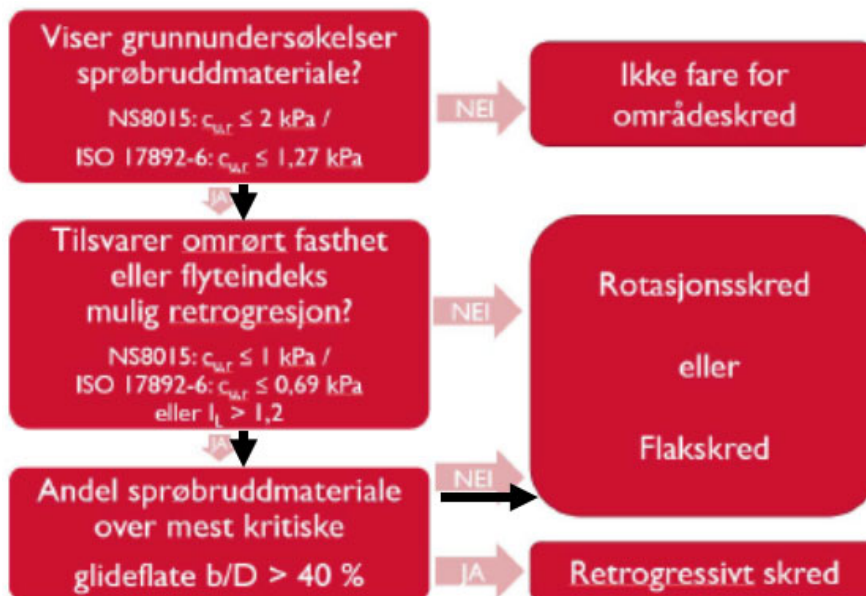 Viser grunnundersøkelser
sprøbruddmateriale?
NS8015: cu,r ≤ 2 kPa /
ISO 17892-6: cu,r ≤ 1,27 kPa
NEI
Ikke fare for
områdeskred
JA
Tilsvarer omrørt fasthet
eller flyteindeks
mulig retrogresjon?
NS8015: cu,r ≤ 1 kPa /
ISO 17892-6: cu,r ≤ 0,69 kPa
eller IL > 1,2
NEI
Rotasjonsskred
eller
Flakskred
JA
Andel sprøbruddmateriale
over mest kritiske
glideflate b/D > 40 %
NEI
JA
Retrogressivt skred